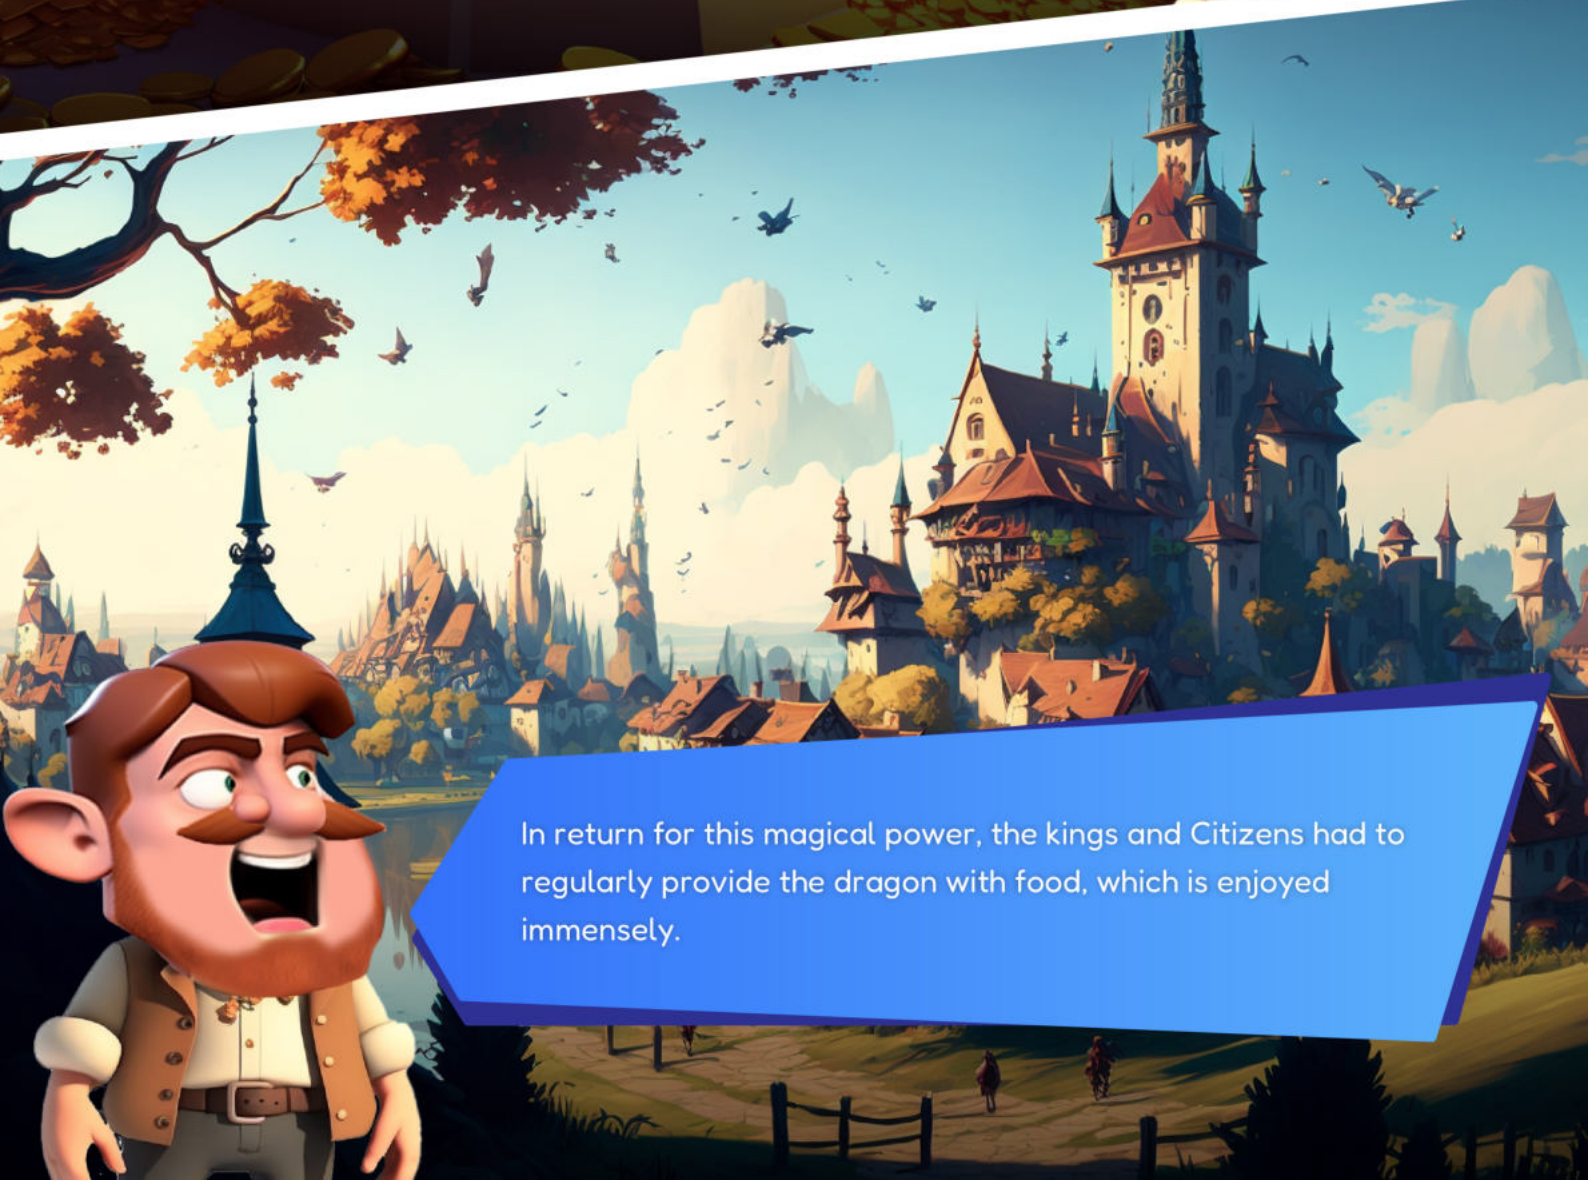 In return for this magical power, the kings and Citizens had to
regularly provide the dragon with food, which is enjoyed
immensely.